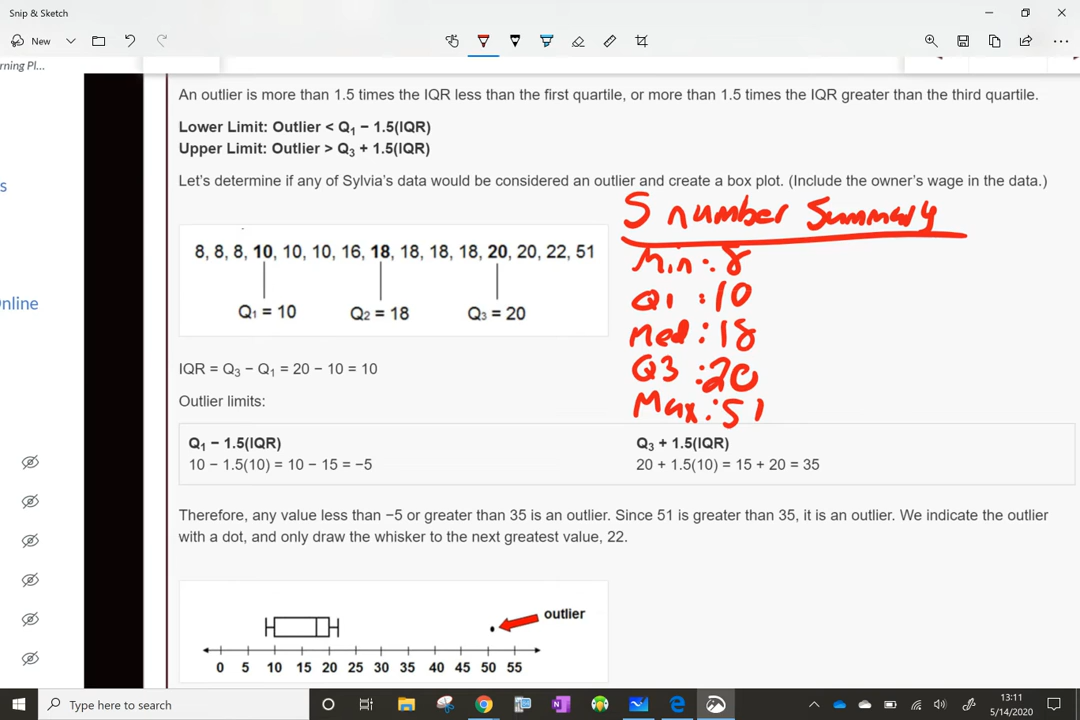 Snip & Sketch
New
rning Pl...
An outlier is more than 1.5 times the IQR less than the first quartile, or more than 1.5 times the IQR greater than the third quartile.
Lower Limit: Outlier < Q₁ − 1.5(IQR)
Upper Limit: Outlier > Q₃ + 1.5(IQR)
s
Let's determine if any of Sylvia's data would be considered an outlier and create a box plot. (Include the owner's wage in the data.)
5 number Summary
8, 8, 8, 10, 10, 10, 16, 18, 18, 18, 18, 20, 20, 22, 51
Min: 8
Q1 : 10
nline
Q₁ = 10 Q₂ = 18 Q₃ = 20
Med: 18
IQR = Q₃ − Q₁ = 20 − 10 = 10
Q3 : 20
Outlier limits:
Max: 51
Q₁ − 1.5(IQR) Q₃ + 1.5(IQR)
10 − 1.5(10) = 10 − 15 = −5 20 + 1.5(10) = 15 + 20 = 35
Therefore, any value less than −5 or greater than 35 is an outlier. Since 51 is greater than 35, it is an outlier. We indicate the outlier
with a dot, and only draw the whisker to the next greatest value, 22.
outlier
0 5 10 15 20 25 30 35 40 45 50 55
Type here to search
13:11
5/14/2020